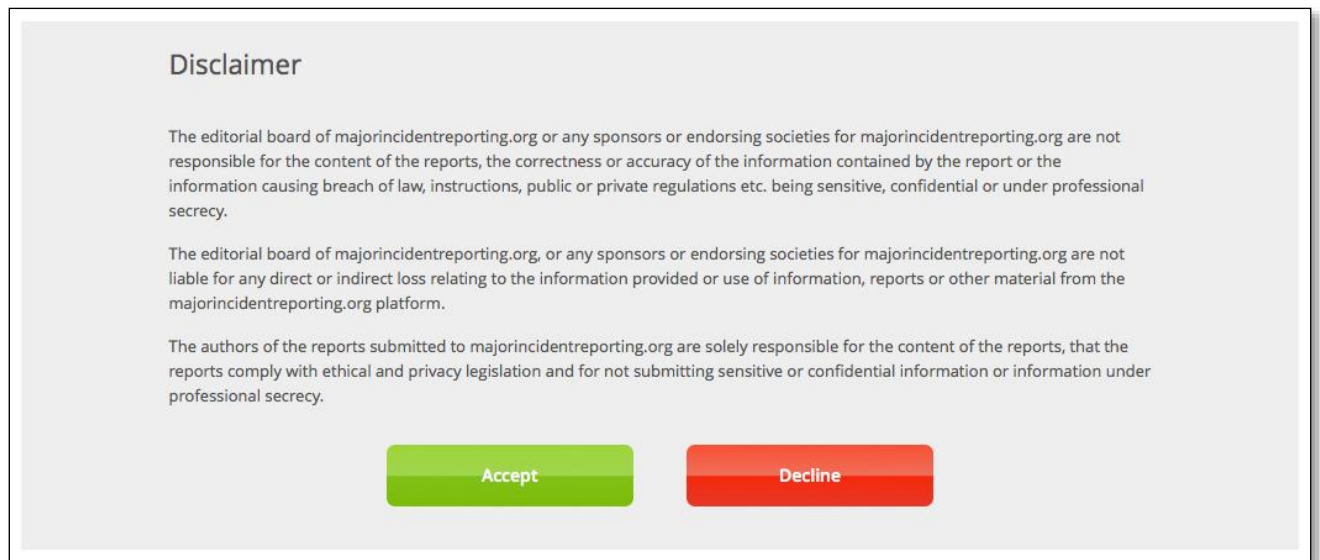 Disclaimer
The editorial board of majorincidentreporting.org or any sponsors or endorsing societies for majorincidentreporting.org are not
responsible for the content of the reports, the correctness or accuracy of the information contained by the report or the
information causing breach of law, instructions, public or private regulations etc. being sensitive, confidential or under professional
secrecy.
The editorial board of majorincidentreporting.org, or any sponsors or endorsing societies for majorincidentreporting.org are not
liable for any direct or indirect loss relating to the information provided or use of information, reports or other material from the
majorincidentreporting.org platform.
The authors of the reports submitted to majorincidentreporting.org are solely responsible for the content of the reports, that the
reports comply with ethical and privacy legislation and for not submitting sensitive or confidential information or information under
professional secrecy.
Accept Decline